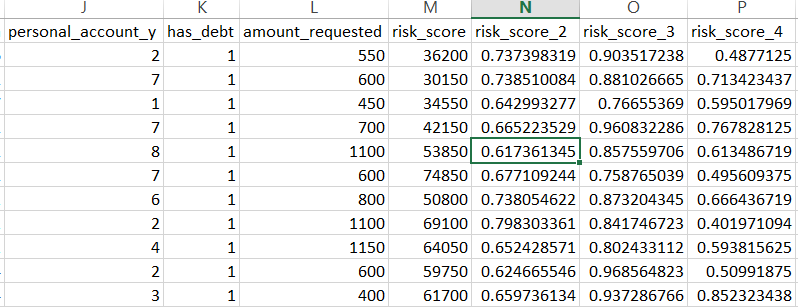 J K L M N O P
personal_account_y has_debt amount_requested risk_score risk_score_2 risk_score_3 risk_score_4
2 1 550 36200 0.737398319 0.903517238 0.4877125
7 1 600 30150 0.738510084 0.881026665 0.713423437
1 1 450 34550 0.642993277 0.76655369 0.595017969
7 1 700 42150 0.665223529 0.960832286 0.767828125
8 1 1100 53850 0.617361345 0.857559706 0.613486719
7 1 600 74850 0.677109244 0.758765039 0.495609375
6 1 800 50800 0.738054622 0.873204345 0.666436719
2 1 1100 69100 0.798303361 0.841746723 0.401971094
4 1 1150 64050 0.652428571 0.802433112 0.593815625
2 1 600 59750 0.624665546 0.968564823 0.50991875
3 1 400 61700 0.659736134 0.937286766 0.852323438